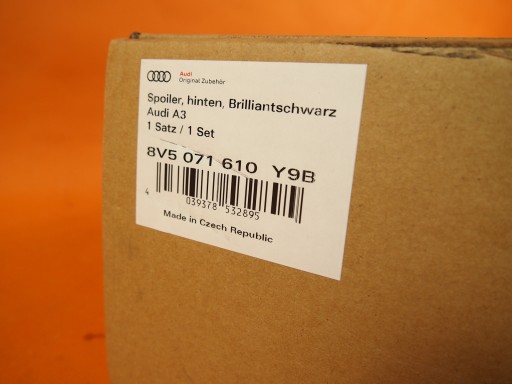 Audi
Original Zubehör
Spoiler, hinten, Brilliantschwarz
Audi A3
1 Satz / 1 Set
8V5 071 610 Y9B
4 039378 532895
Made in Czech Republic